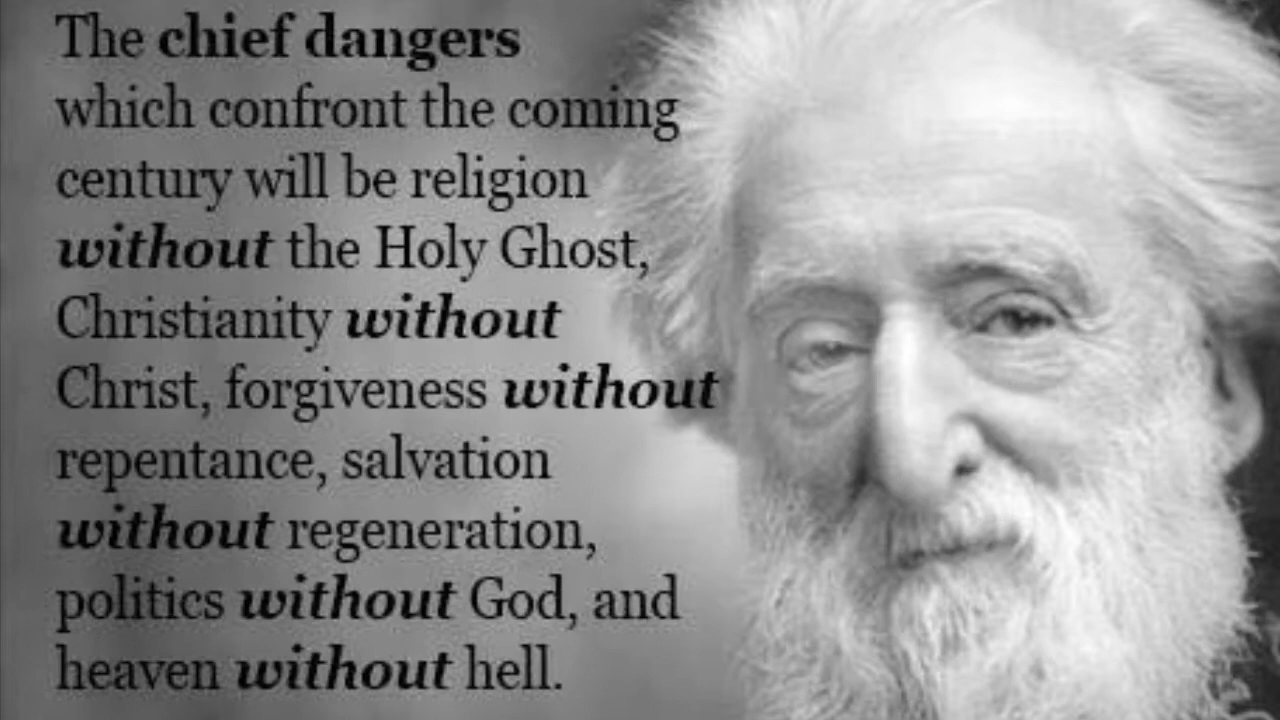 The chief dangers
which confront the coming
century will be religion
without the Holy Ghost,
Christianity without
Christ, forgiveness without
repentance, salvation
without regeneration,
politics without God, and
heaven without hell.